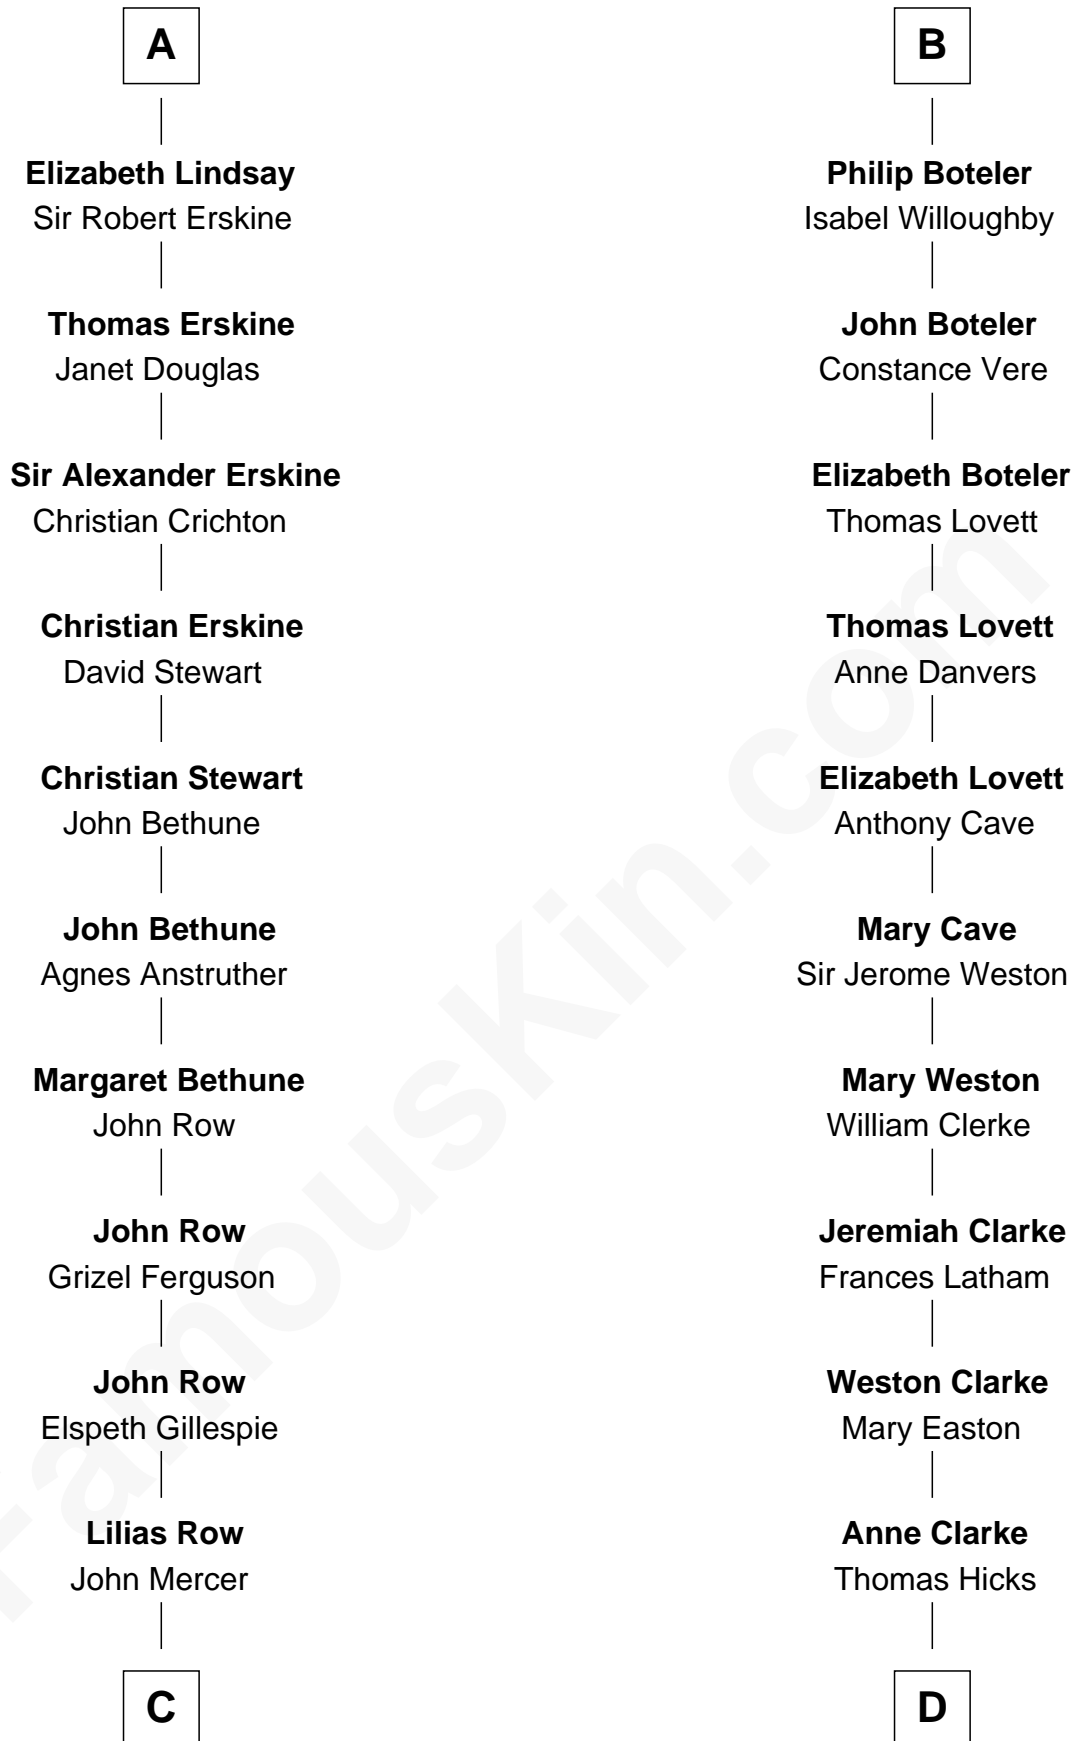 A
Elizabeth Lindsay
Sir Robert Erskine
Thomas Erskine
Janet Douglas
Sir Alexander Erskine
Christian Crichton
Christian Erskine
David Stewart
Christian Stewart
John Bethune
John Bethune
Agnes Anstruther
Margaret Bethune
John Row
John Row
Grizel Ferguson
John Row
Elspeth Gillespie
Lilias Row
John Mercer
C
B
Philip Boteler
Isabel Willoughby
John Boteler
Constance Vere
Elizabeth Boteler
Thomas Lovett
Thomas Lovett
Anne Danvers
Elizabeth Lovett
Anthony Cave
Mary Cave
Sir Jerome Weston
Mary Weston
William Clerke
Jeremiah Clarke
Frances Latham
Weston Clarke
Mary Easton
Anne Clarke
Thomas Hicks
D
FamousKin.com